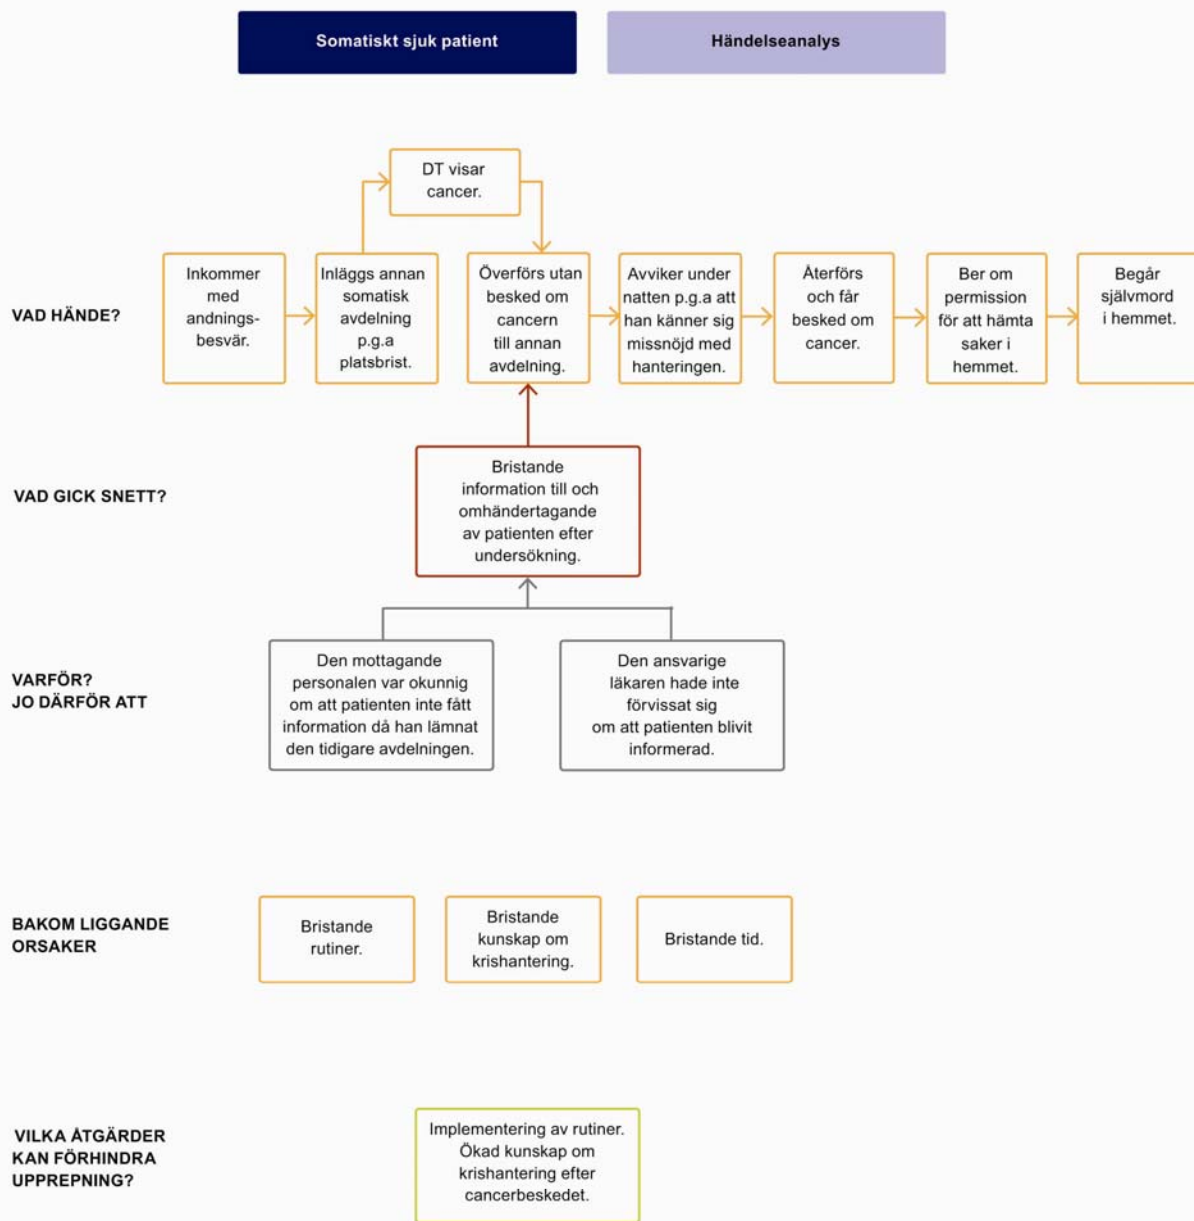 Somatiskt sjuk patient
Händelseanalys
DT visar
cancer.
VAD HÄNDE?
Inkommer
med
andnings-
besvär.
Inläggs annan
somatisk
avdelning
p.g.a
platsbrist.
Överförs utan
besked om
cancern
till annan
avdelning.
Avviker under
natten p.g.a att
han känner sig
missnöjd med
hanteringen.
Återförs
och får
besked om
cancer.
Ber om
permission
för att hämta
saker i
hemmet.
Begår
självmord
i hemmet.
VAD GICK SNETT?
Bristande
information till och
omhändertagande
av patienten efter
undersökning.
VARFÖR?
JO DÄRFÖR ATT
Den mottagande
personalen var okunnig
om att patienten inte fått
information då han lämnat
den tidigare avdelningen.
Den ansvarige
läkaren hade inte
förvissat sig
om att patienten blivit
informerad.
BAKOM LIGGANDE
ORSAKER
Bristande
rutiner.
Bristande
kunskap om
krishantering.
Bristande tid.
VILKA ÅTGÄRDER
KAN FÖRHINDRA
UPPREPNING?
Implementering av rutiner.
Ökad kunskap om
krishantering efter
cancerbeskedet.